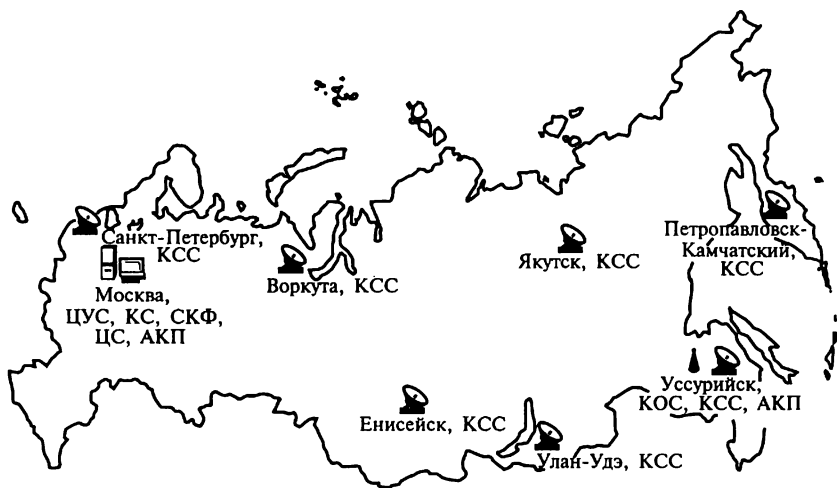 Санкт-Петербург,
КСС
Москва,
ЦУС, КС, СКФ,
ЦС, АКП
Воркута, КСС
Якутск, КСС
Петропавловск-
Камчатский,
КСС
Уссурийск,
КОС, КСС, АКП
Енисейск, КСС
Улан-Удэ, КСС